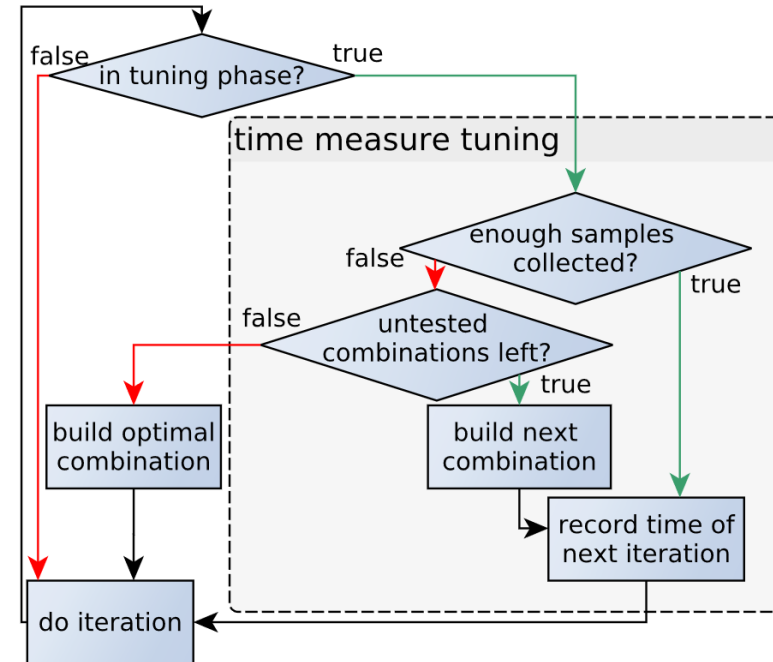 false
true
in tuning phase?
time measure tuning
enough samples
collected?
false
true
false
untested
combinations left?
true
build optimal
combination
build next
combination
record time of
next iteration
do iteration